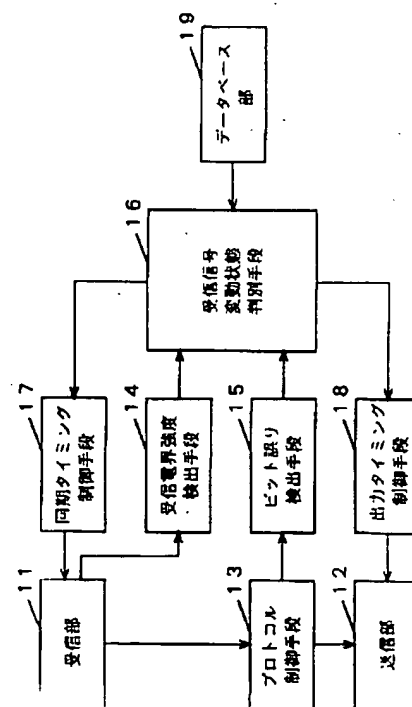 11
受信部
17
同期タイミング
制御手段
14
受信電界強度
検出手段
16
受信信号
変動状態
判別手段
19
データベース
部
13
プロトコル
制御手段
15
ビット誤り
検出手段
12
送信部
18
出力タイミング
制御手段